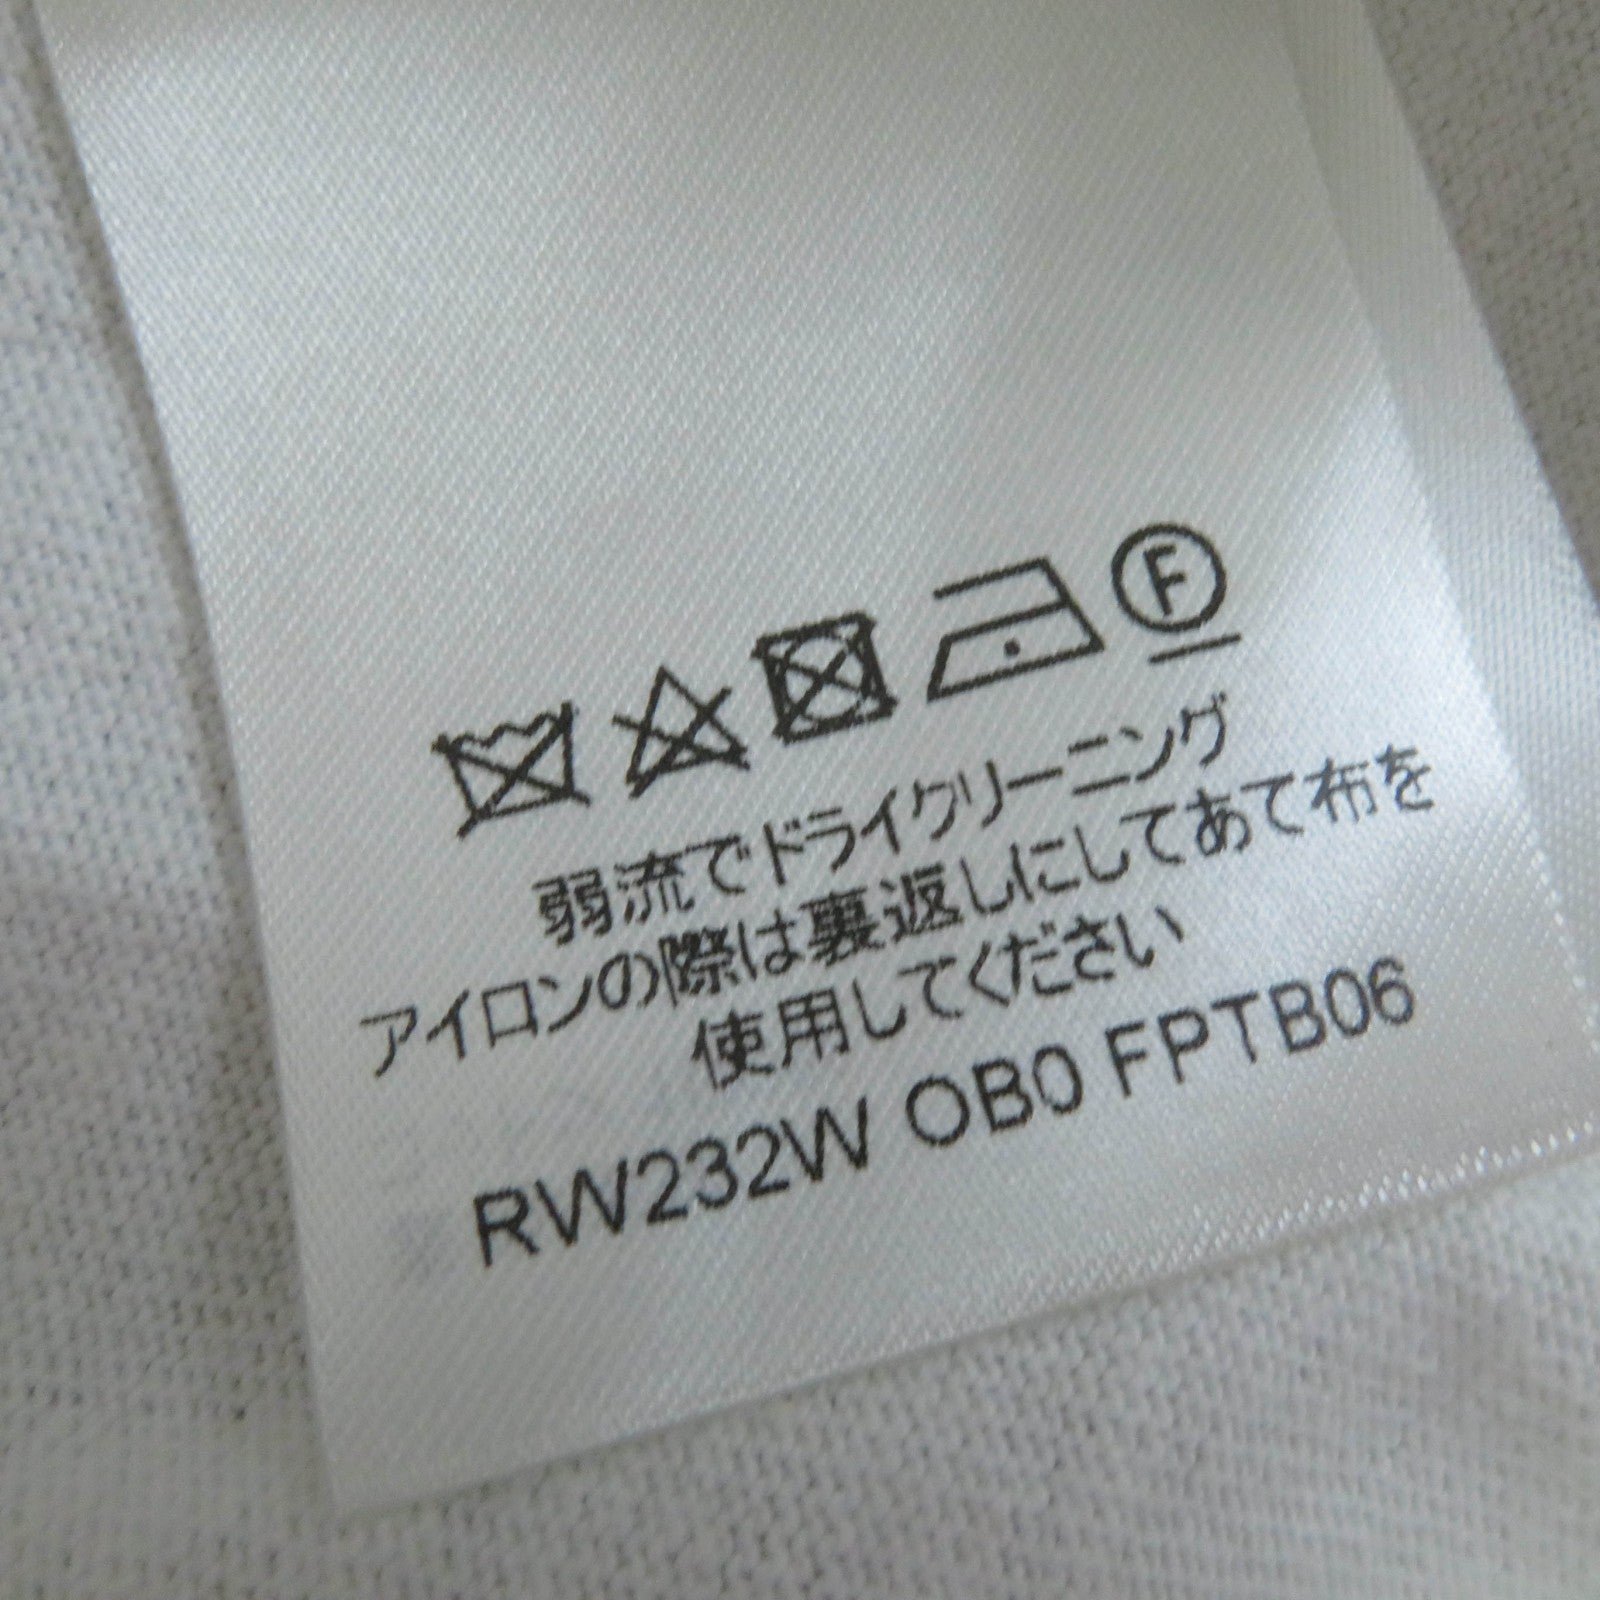 F
弱流でドライクリーニング
アイロンの際は裏返しにしてあて布を
使用してください
RW232W OB0 FPTB06